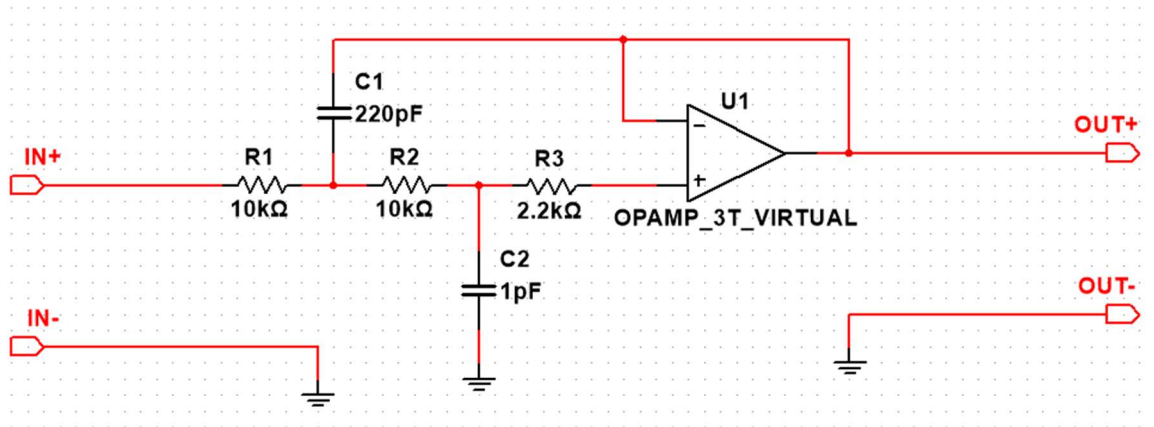 C1
220pF
U1
−
+
OUT+
IN+
R1
10kΩ
R2
10kΩ
R3
2.2kΩ
OPAMP_3T_VIRTUAL
C2
1pF
OUT-
IN-